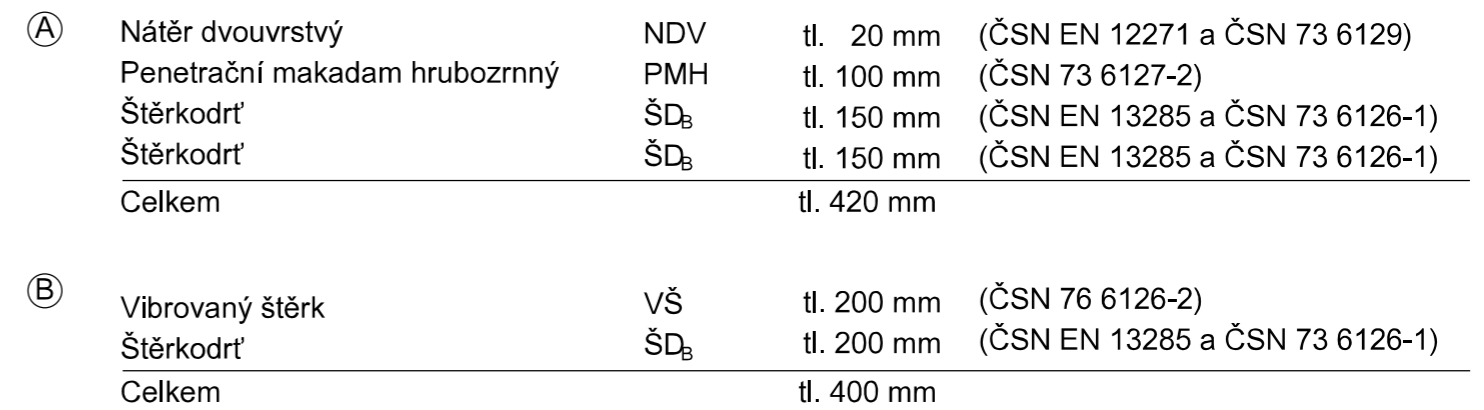 Ⓐ Nátěr dvouvrstvý NDV tl. 20 mm (ČSN EN 12271 a ČSN 73 6129)
Penetrační makadam hrubozrnný PMH tl. 100 mm (ČSN 73 6127-2)
Štěrkodrť ŠDB tl. 150 mm (ČSN EN 13285 a ČSN 73 6126-1)
Štěrkodrť ŠDB tl. 150 mm (ČSN EN 13285 a ČSN 73 6126-1)
Celkem tl. 420 mm
Ⓑ Vibrovaný štěrk VŠ tl. 200 mm (ČSN 76 6126-2)
Štěrkodrť ŠDB tl. 200 mm (ČSN EN 13285 a ČSN 73 6126-1)
Celkem tl. 400 mm